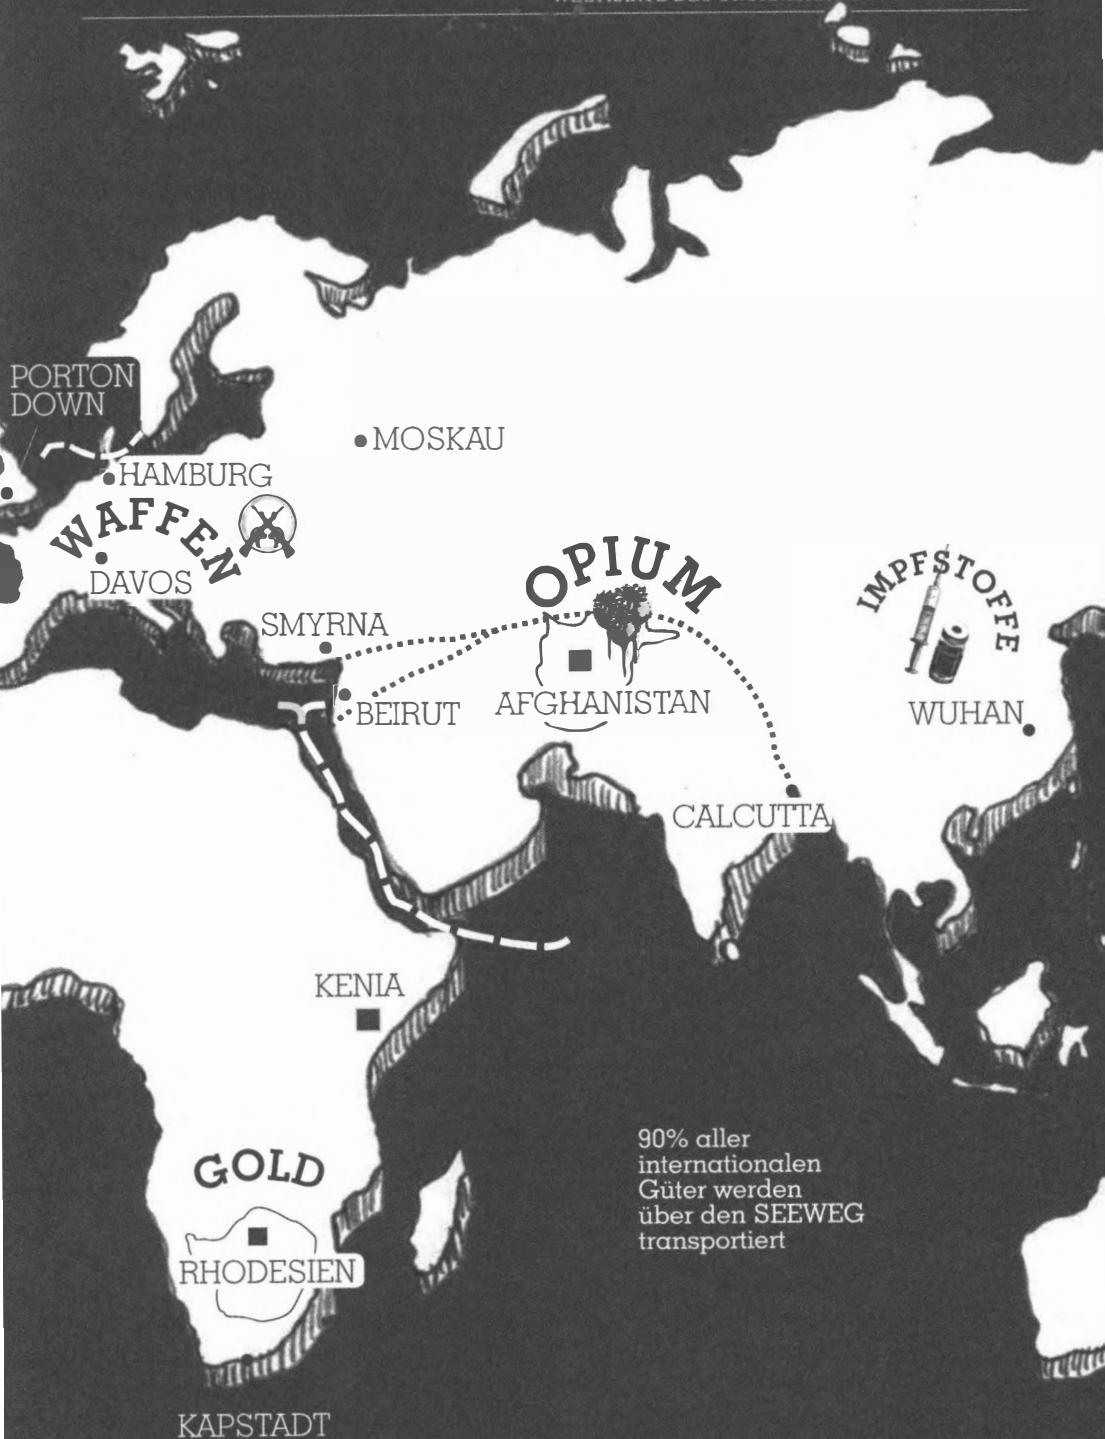 PORTON
DOWN
MOSKAU
HAMBURG
WAFFEN
DAVOS
OPIUM
IMPFSTOFFE
SMYRNA
BEIRUT
AFGHANISTAN
WUHAN
CALCUTTA
KENIA
90% aller
internationalen
Güter werden
über den SEEWEG
transportiert
GOLD
RHODESIEN
KAPSTADT